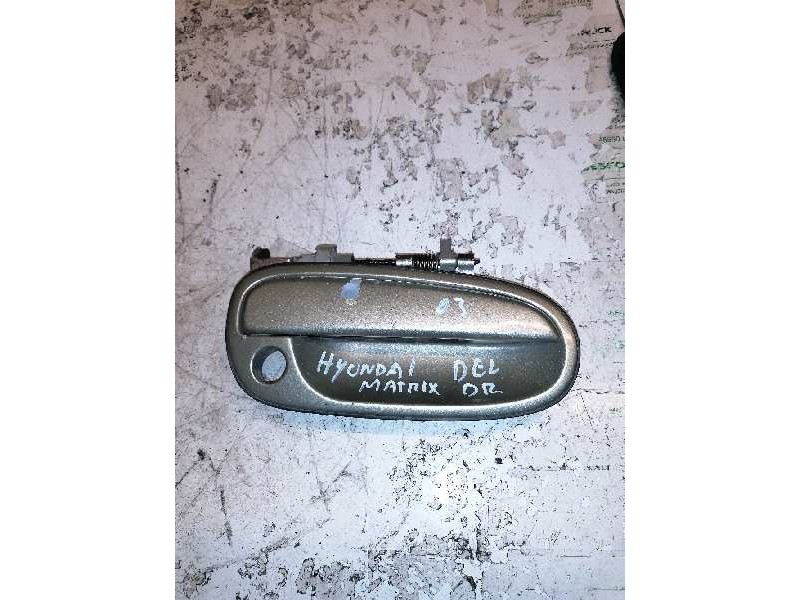 03
HYUNDAI DEL
MATRIX DR